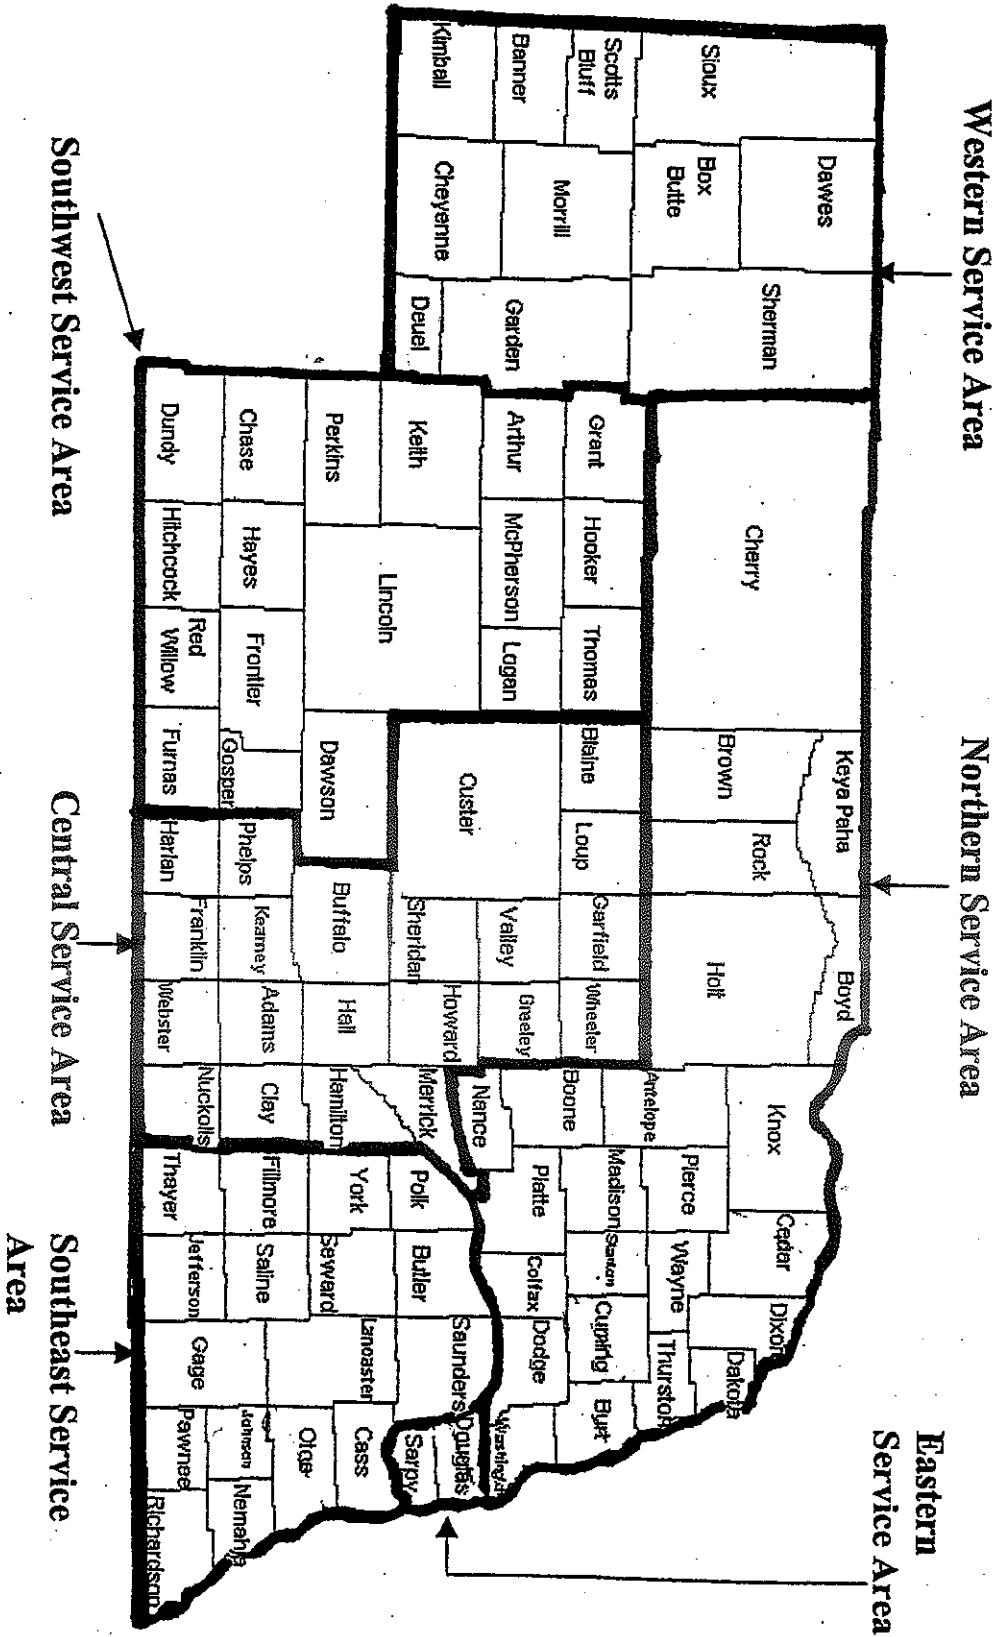 Western Service Area
Northern Service Area
Eastern
Service Area
Sioux
Dawes
Sherman
Scotts
Bluff
Box
Butte
Banner
Morrill
Garden
Kimball
Cheyenne
Deuel
Cherry
Keya Paha
Brown
Rock
Boyd
Holt
Knox
Cedar
Dixon
Dakota
Antelope
Pierce
Wayne
Thurston
Grant
Hooker
Thomas
Blaine
Loup
Garfield
Wheeler
Boone
Madison
Stanton
Cuming
Burt
Arthur
McPherson
Logan
Custer
Valley
Greeley
Nance
Platte
Colfax
Dodge
Washington
Keith
Lincoln
Sheridan
Howard
Merrick
Polk
Butler
Saunders
Douglas
Sarpy
Perkins
Dawson
Buffalo
Hall
Hamilton
York
Seward
Lancaster
Cass
Otoe
Chase
Hayes
Frontier
Gosper
Phelps
Kearney
Adams
Clay
Fillmore
Saline
Gage
Johnson
Nemaha
Dundy
Hitchcock
Red
Willow
Furnas
Harlan
Franklin
Webster
Nuckolls
Thayer
Jefferson
Pawnee
Richardson
Southwest Service Area
Central Service Area
Southeast Service
Area